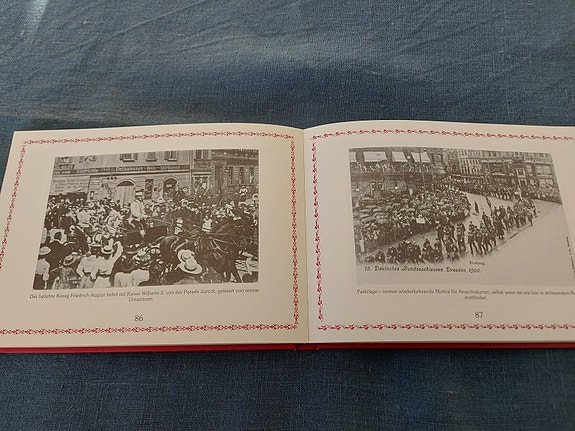 Der beliebte König Friedrich August kehrt mit Kaiser Wilhelm II. von der Parade zurück, gefeiert von seinen
Untertanen.
86
Festzug.
13. Deutsches Bundesschiessen Dresden 1900.
Festzüge – immer wiederkehrende Motive für Ansichtskarten, selbst wenn sie wie hier in strömendem Regen
stattfinden.
87